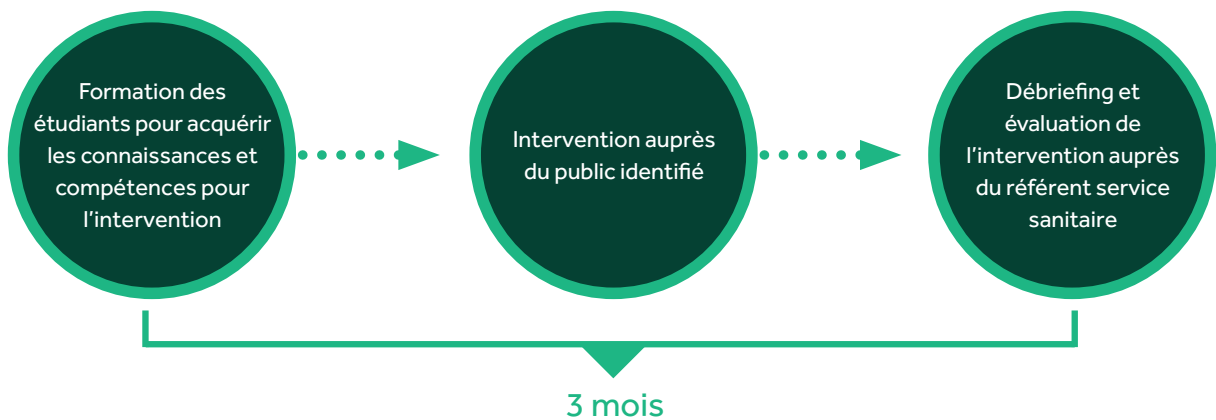 Formation des
étudiants pour acquérir
les connaissances et
compétences pour
l’intervention
Intervention auprès
du public identifié
Débriefing et
évaluation de
l’intervention auprès
du référent service
sanitaire
3 mois